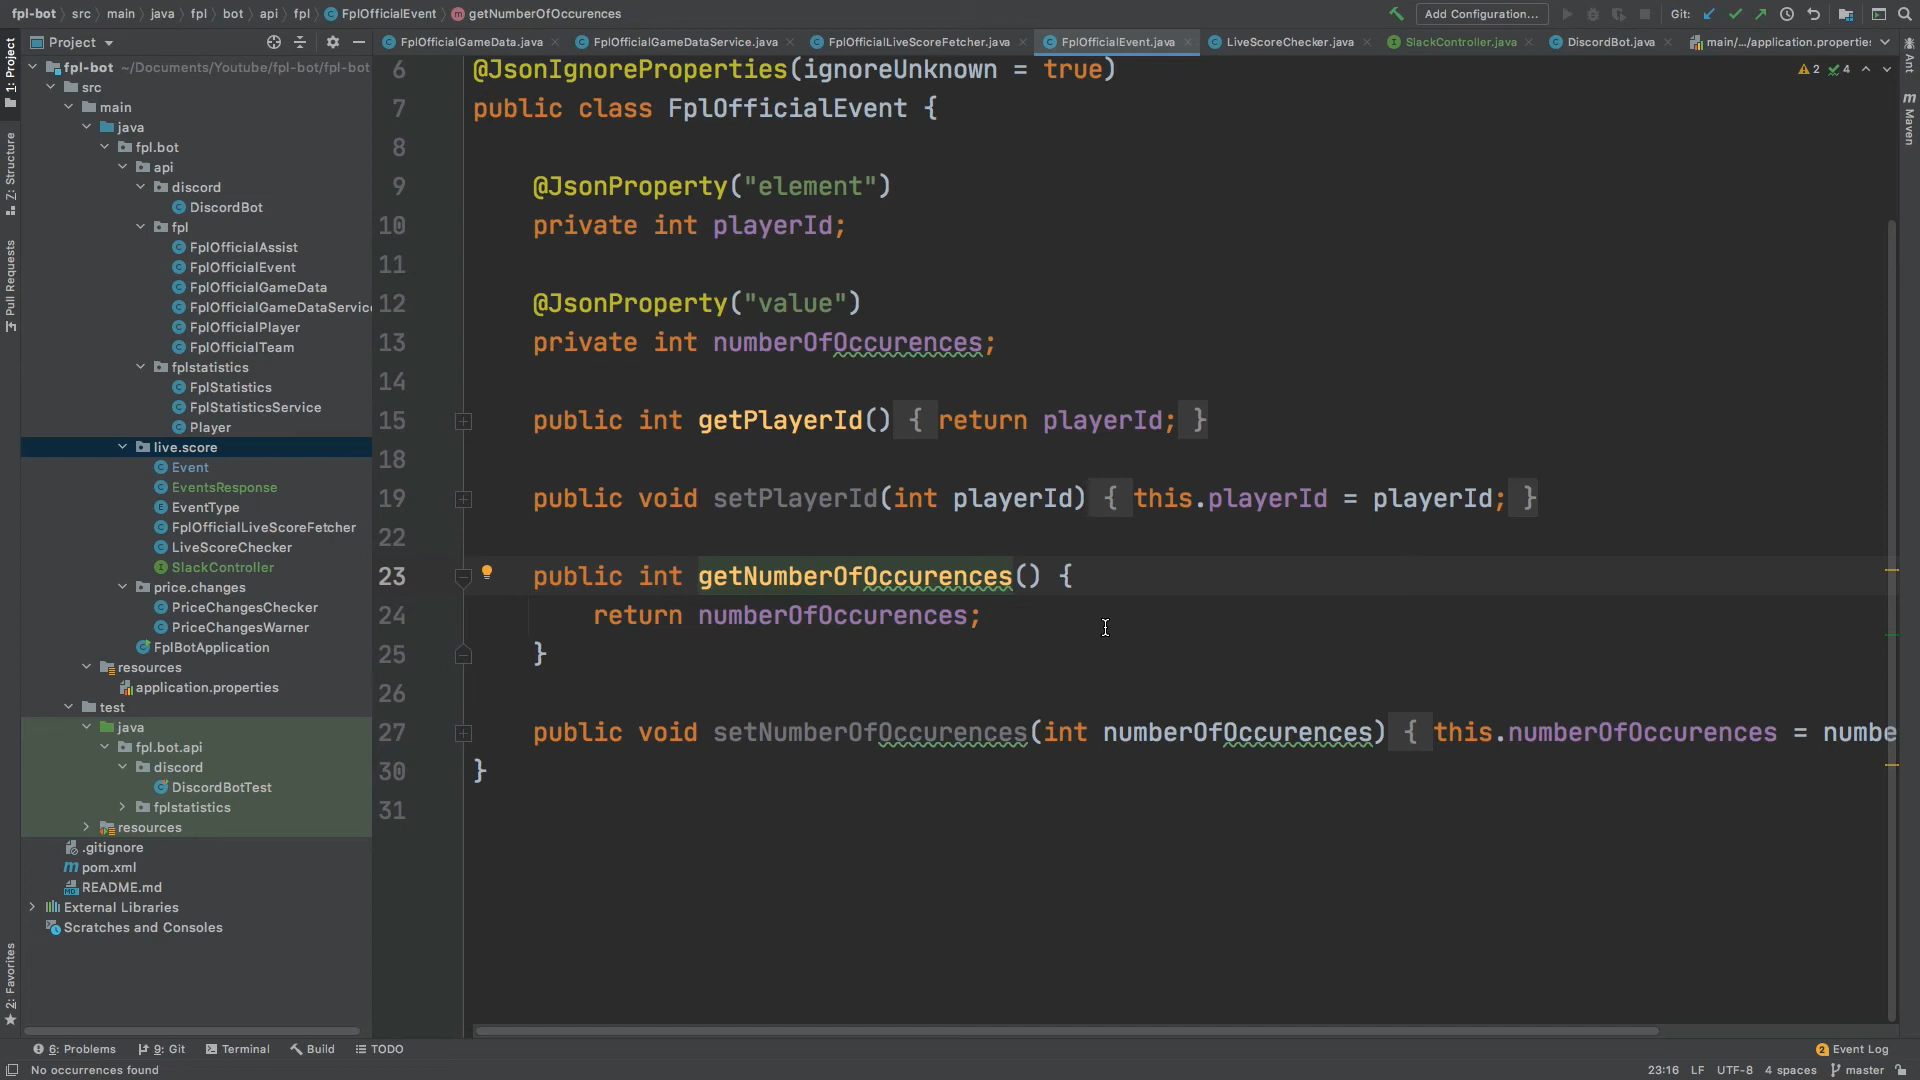 fpl-bot src main java fpl bot api fpl FplOfficialEvent getNumberOfOccurences Add Configuration... Git:
Project FplOfficialGameData.java FplOfficialGameDataService.java FplOfficialLiveScoreFetcher.java FplOfficialEvent.java LiveScoreChecker.java SlackController.java DiscordBot.java main/.../application.properties
1: Project
Z: Structure
Pull Requests
2: Favorites
Ant
Maven
fpl-bot ~/Documents/Youtube/fpl-bot/fpl-bot
src
main
java
fpl.bot
api
discord
DiscordBot
fpl
FplOfficialAssist
FplOfficialEvent
FplOfficialGameData
FplOfficialGameDataService
FplOfficialPlayer
FplOfficialTeam
fplstatistics
FplStatistics
FplStatisticsService
Player
live.score
Event
EventsResponse
EventType
FplOfficialLiveScoreFetcher
LiveScoreChecker
SlackController
price.changes
PriceChangesChecker
PriceChangesWarner
FplBotApplication
resources
application.properties
test
java
fpl.bot.api
discord
DiscordBotTest
fplstatistics
resources
.gitignore
pom.xml
README.md
External Libraries
Scratches and Consoles
6 @JsonIgnoreProperties(ignoreUnknown = true) 2 4
7 public class FplOfficialEvent {
8
9 @JsonProperty("element")
10 private int playerId;
11
12 @JsonProperty("value")
13 private int numberOfOccurences;
14
15 public int getPlayerId() { return playerId; }
18
19 public void setPlayerId(int playerId) { this.playerId = playerId; }
22
23 public int getNumberOfOccurences() {
24 return numberOfOccurences;
25 }
26
27 public void setNumberOfOccurences(int numberOfOccurences) { this.numberOfOccurences = numbe
30 }
31
6: Problems 9: Git Terminal Build TODO 2 Event Log
No occurrences found 23:16 LF UTF-8 4 spaces master